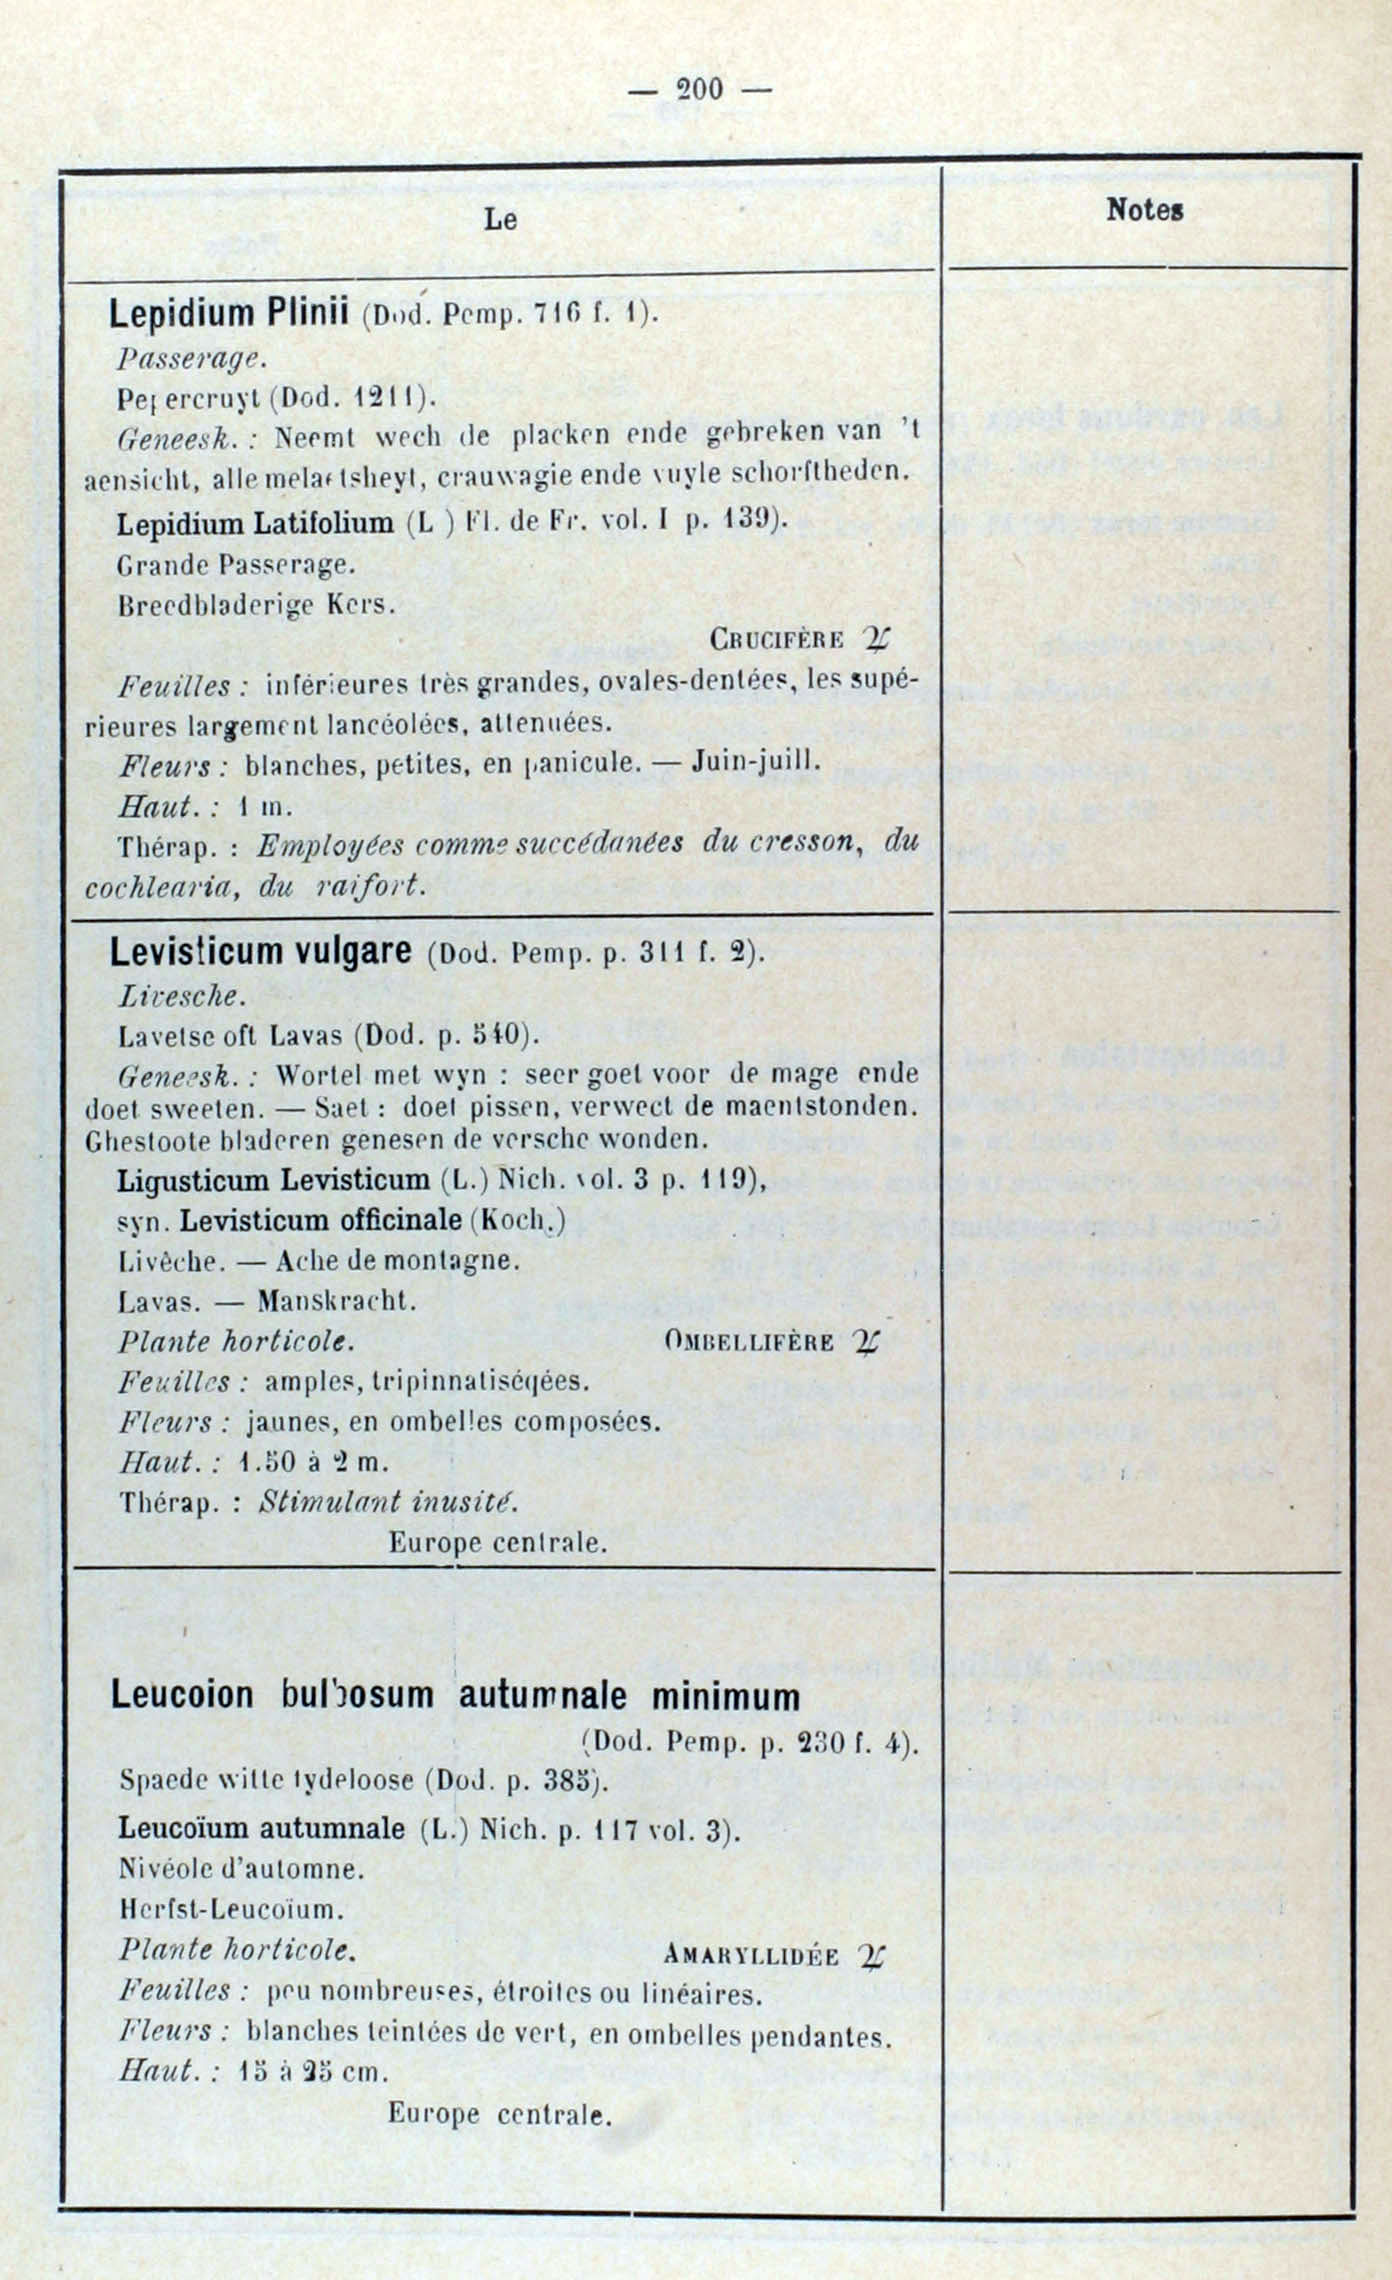 — 200 —
Le
Notes
Lepidium Plinii (Dod. Pemp. 716 f. 1).
Passerage.
Pepercruyt (Dod. 1211).
Geneesk. : Neemt wech de placken ende gebreken van 't
aensicht, alle melaetsheyt, crauwagie ende vuyle schorftheden.
Lepidium Latifolium (L ) Fl. de Fr. vol. I p. 139).
Grande Passerage.
Breedbladerige Kers.
CRUCIFÈRE ♃
Feuilles : inférieures très grandes, ovales-dentées, les supé-
rieures largement lancéolées, attenuées.
Fleurs : blanches, petites, en panicule. — Juin-juill.
Haut. : 1 m.
Thérap. : Employées comme succédanées du cresson, du
cochlearia, du raifort.
Levisticum vulgare (Dod. Pemp. p. 311 f. 2).
Livesche.
Lavetse oft Lavas (Dod. p. 540).
Geneesk. : Wortel met wyn : seer goet voor de mage ende
doet sweeten. — Saet : doet pissen, verwect de maentstonden.
Ghestoote bladeren genesen de versche wonden.
Ligusticum Levisticum (L.) Nich. vol. 3 p. 119),
syn. Levisticum officinale (Koch.)
Livêche. — Ache de montagne.
Lavas. — Manskracht.
Plante horticole. OMBELLIFÈRE ♃
Feuilles : amples, tripinnatiséquées.
Fleurs : jaunes, en ombelles composées.
Haut. : 1.50 à 2 m.
Thérap. : Stimulant inusité.
Europe centrale.
Leucoion bulbosum autumnale minimum
(Dod. Pemp. p. 230 f. 4).
Spaede witte tydeloose (Dod. p. 385).
Leucoïum autumnale (L.) Nich. p. 117 vol. 3).
Nivéole d'automne.
Herfst-Leucoïum.
Plante horticole. AMARYLLIDÉE ♃
Feuilles : peu nombreuses, étroites ou linéaires.
Fleurs : blanches teintées de vert, en ombelles pendantes.
Haut. : 15 à 25 cm.
Europe centrale.